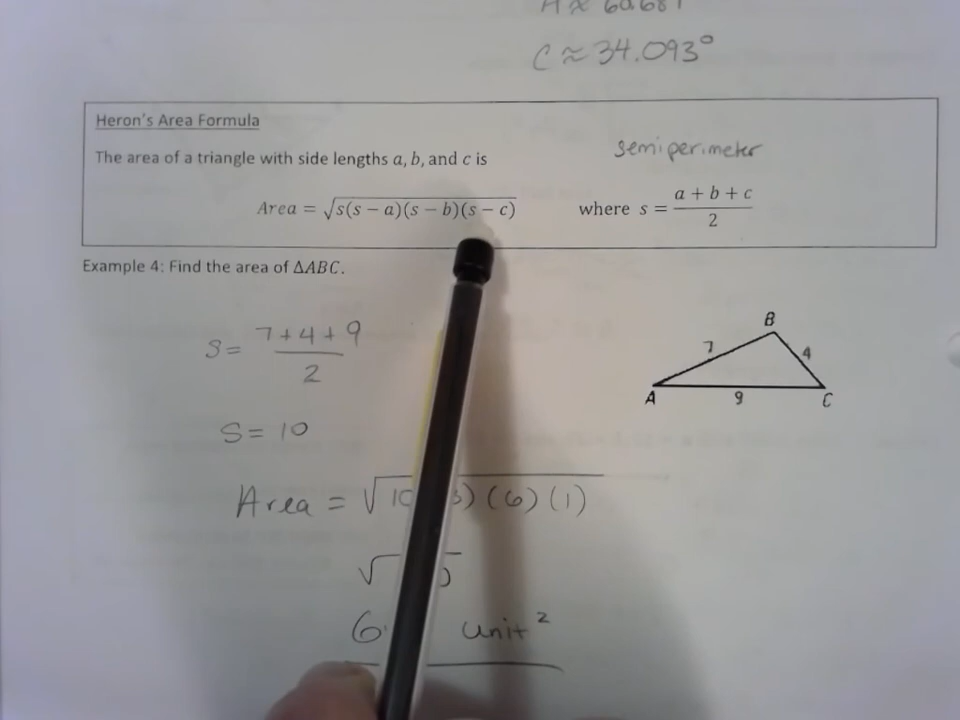 C ≈ 34.093°
Heron's Area Formula
The area of a triangle with side lengths a, b, and c is
semiperimeter
Area = √s(s − a)(s − b)(s − c) where s = (a + b + c)/2
Example 4: Find the area of ΔABC.
S = (7+4+9)/2
B
7
4
A
9
C
S = 10
Area = √ (6) (1)
unit²